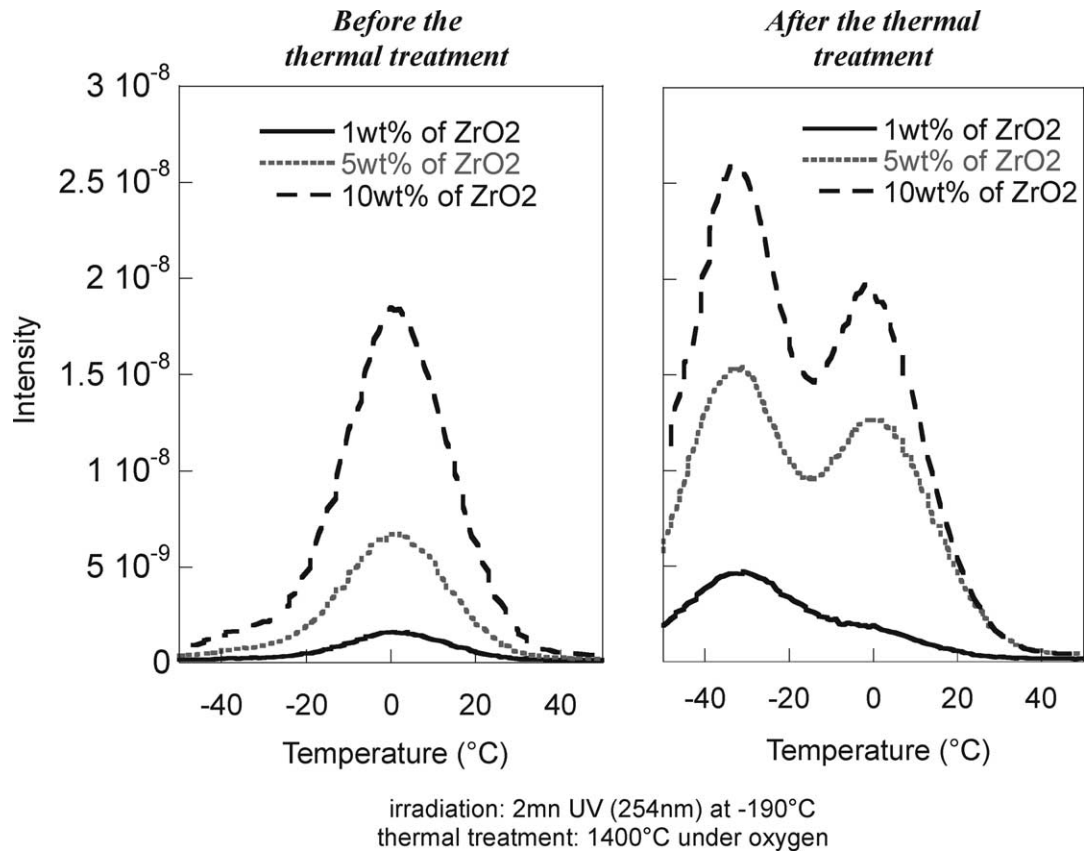 Before the
thermal treatment
After the thermal
treatment
3 10-8
2.5 10-8
2 10-8
1.5 10-8
1 10-8
5 10-9
0
Intensity
1wt% of ZrO2
5wt% of ZrO2
10wt% of ZrO2
-40 -20 0 20 40
Temperature (°C)
1wt% of ZrO2
5wt% of ZrO2
10wt% of ZrO2
-40 -20 0 20 40
Temperature (°C)
irradiation: 2mn UV (254nm) at -190°C
thermal treatment: 1400°C under oxygen